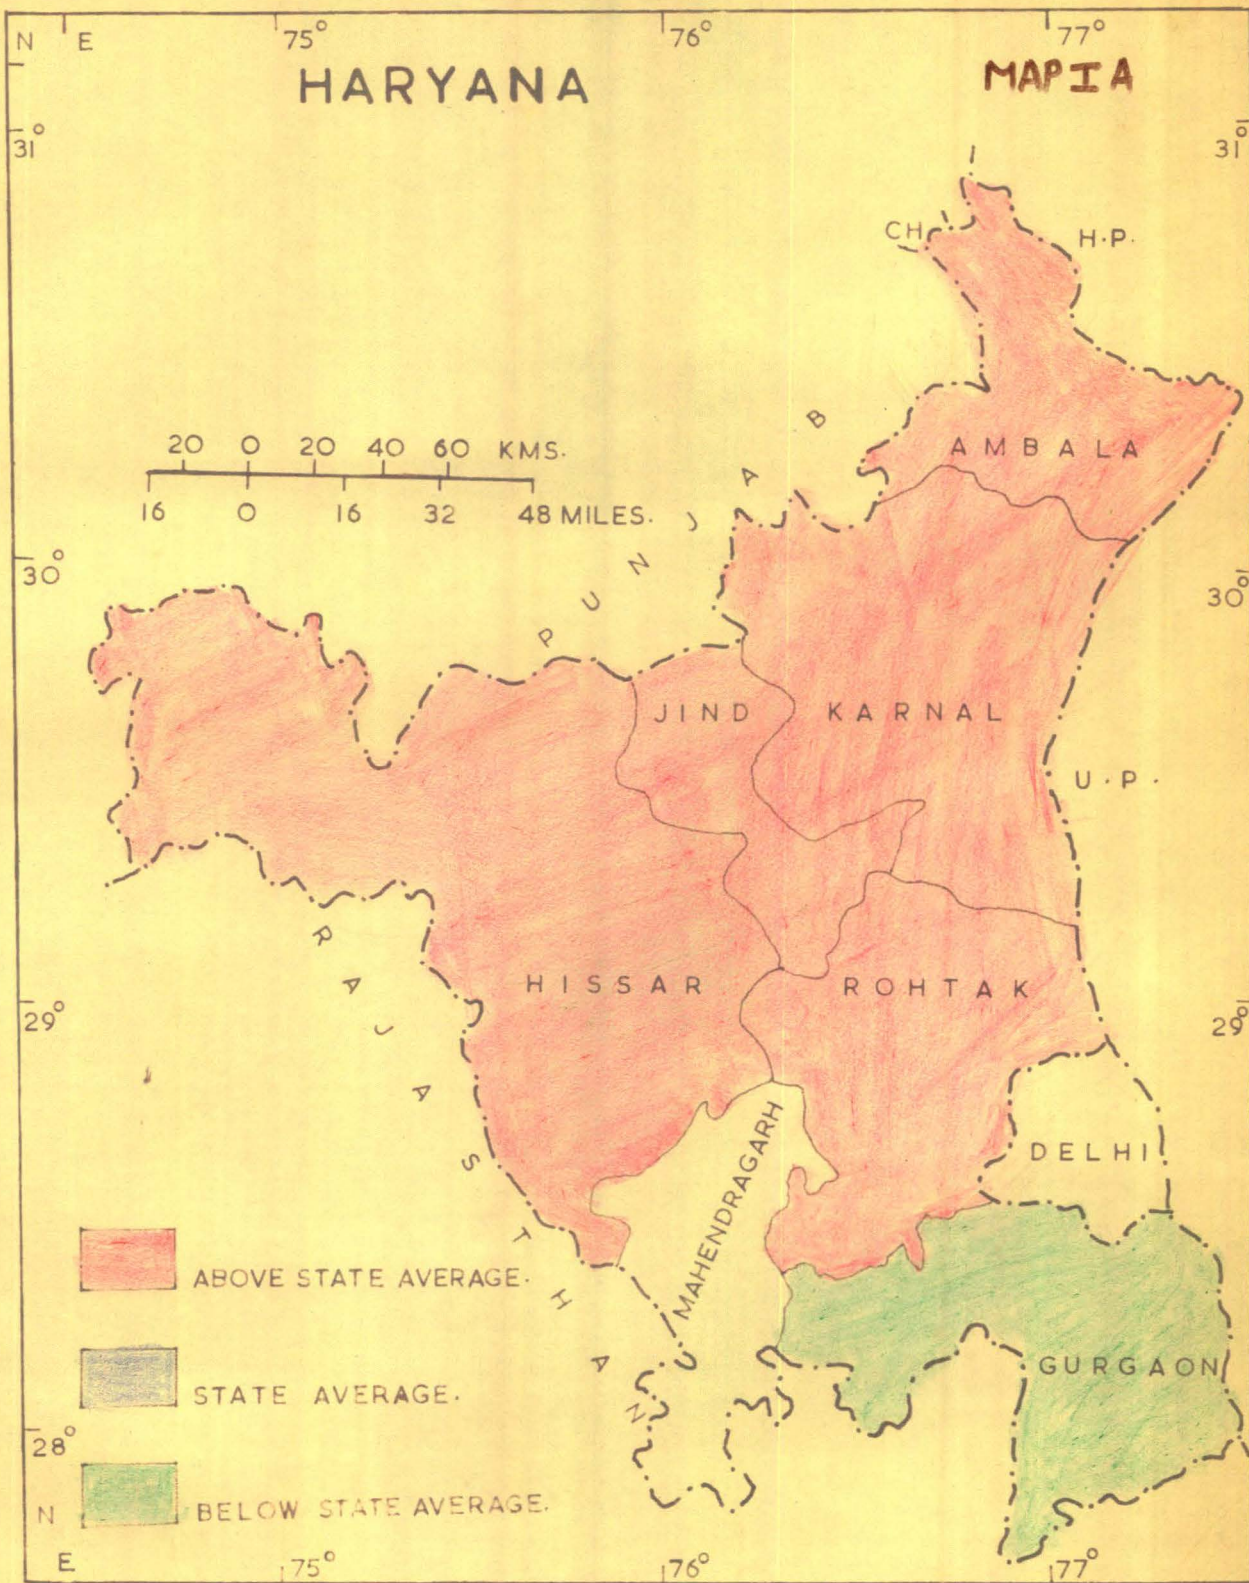 N E 75° 76° 77°
HARYANA MAP I A
31° 31°
CH. H.P.
PUNJAB
20 0 20 40 60 KMS.
16 0 16 32 48 MILES.
AMBALA
30° 30°
JIND KARNAL
U.P.
RAJASTHAN
HISSAR ROHTAK
29° 29°
DELHI
MAHENDRAGARH
GURGAON
ABOVE STATE AVERAGE.
STATE AVERAGE.
28°
BELOW STATE AVERAGE.
N
E 75° 76° 77°